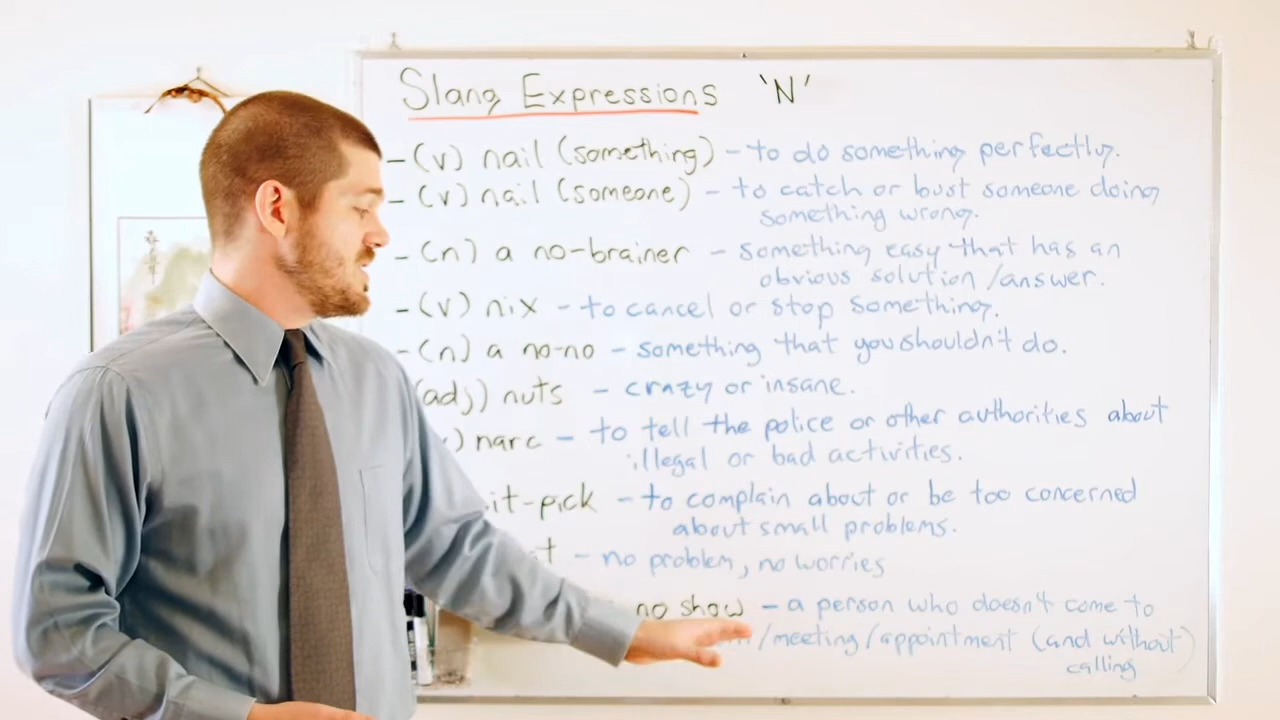 Slang Expressions 'N'
-(v) nail (something) - to do something perfectly.
-(v) nail (someone) - to catch or bust someone doing
something wrong.
-(n) a no-brainer - something easy that has an
obvious solution/answer.
-(v) nix - to cancel or stop something.
-(n) a no-no - something that you shouldn't do.
(adj) nuts - crazy or insane.
) narc - to tell the police or other authorities about
illegal or bad activities.
it-pick - to complain about or be too concerned
about small problems.
t - no problem, no worries
no show - a person who doesn't come to
/meeting/appointment (and without)
calling